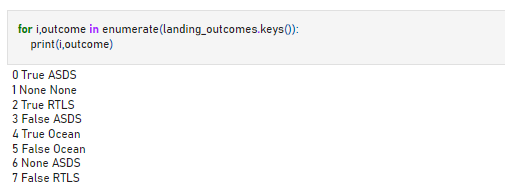 for i,outcome in enumerate(landing_outcomes.keys()):
print(i,outcome)
0 True ASDS
1 None None
2 True RTLS
3 False ASDS
4 True Ocean
5 False Ocean
6 None ASDS
7 False RTLS